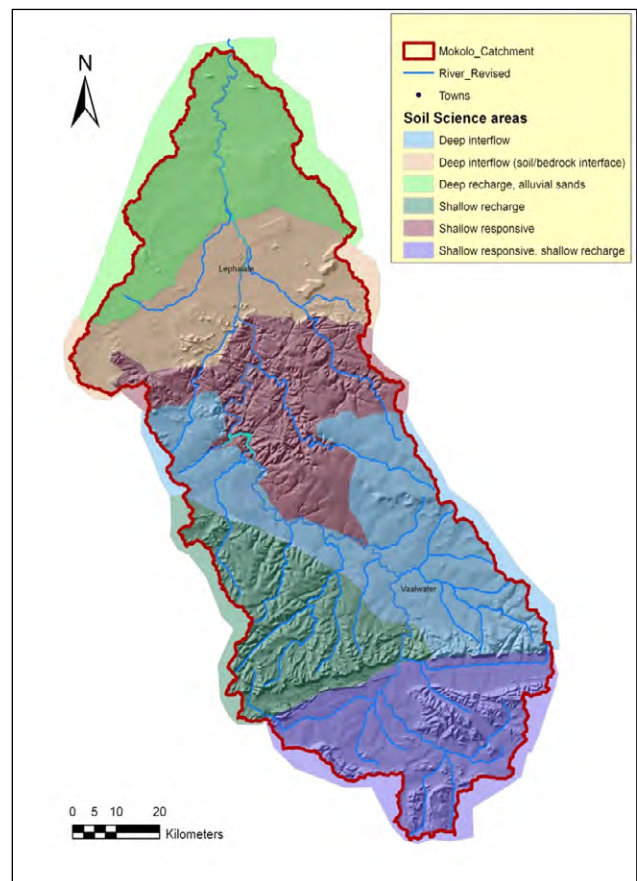 N
Mokolo_Catchment
River_Revised
Towns
Soil Science areas
Deep interflow
Deep interflow (soil/bedrock interface)
Deep recharge, alluvial sands
Shallow recharge
Shallow responsive
Shallow responsive. shallow recharge
Lephalale
Vaalwater
0 5 10 20
Kilometers